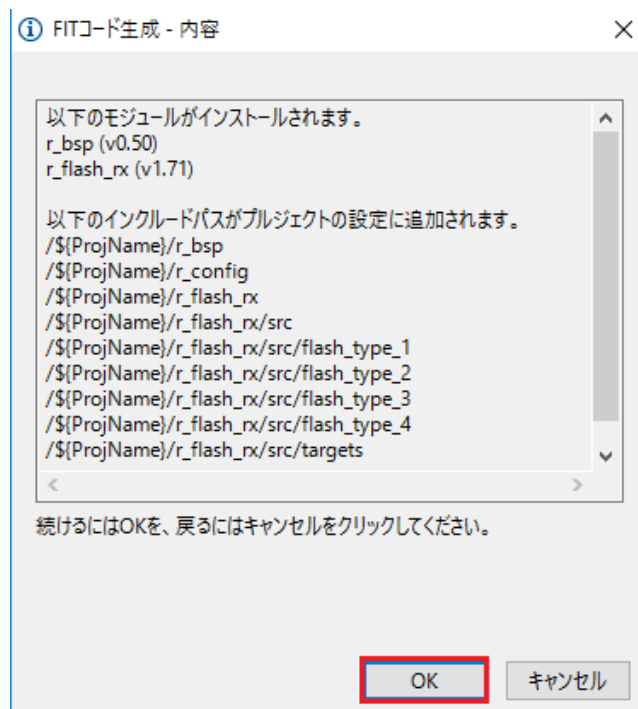 FITコード生成 - 内容
以下のモジュールがインストールされます。
r_bsp (v0.50)
r_flash_rx (v1.71)
以下のインクルードパスがプルジェクトの設定に追加されます。
/${ProjName}/r_bsp
/${ProjName}/r_config
/${ProjName}/r_flash_rx
/${ProjName}/r_flash_rx/src
/${ProjName}/r_flash_rx/src/flash_type_1
/${ProjName}/r_flash_rx/src/flash_type_2
/${ProjName}/r_flash_rx/src/flash_type_3
/${ProjName}/r_flash_rx/src/flash_type_4
/${ProjName}/r_flash_rx/src/targets
続けるにはOKを、戻るにはキャンセルをクリックしてください。
OK キャンセル